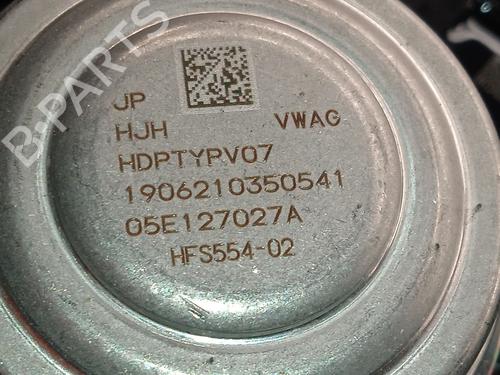 B-PARTS
JP
HJH VWAG
HDPTYPV07
1906210350541
05E127027A
HFS554-02